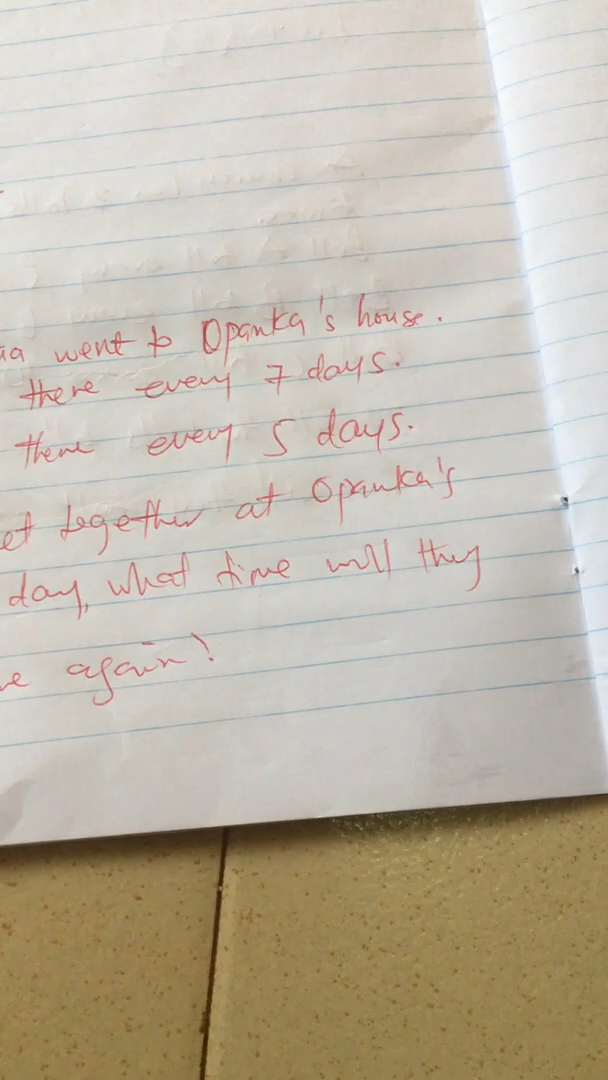 went to Opanka's house.
there every 7 days.
there every 5 days.
together at Opanka's
day, what time will they
again?